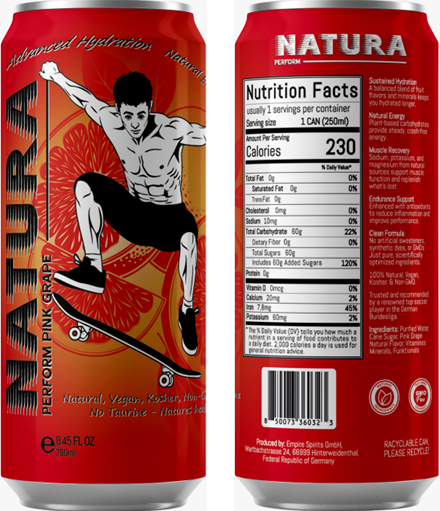 Advanced Hydration
Natural E
NATURA
PERFORM PINK GRAPE
Natural, Vegan, Kosher, Non-G
No Taurine - Natures Rea
e 8.45 FL OZ
250ml
NATURA
PERFORM
Nutrition Facts
usually 1 servings per container
Serving size 1 CAN (250ml)
Amount Per Serving
Calories 230
% Daily Value*
Total Fat 0g 0%
Saturated Fat 0g 0%
Trans Fat 0g
Cholesterol 0mg 0%
Sodium 10mg 0%
Total Carbohydrate 60g 22%
Dietary Fiber 0g 0%
Total Sugars 60g
Includes 60g Added Sugars 120%
Protein 0g
Vitamin D 0mcg 0%
Calcium 20mg 2%
Iron 7.8mg 45%
Potassium 60mg 2%
* The % Daily Value (DV) tells you how much a
nutrient in a serving of food contributes to
a daily diet. 2,000 calories a day is used for
general nutrition advice.
Sustained Hydration
A balanced blend of fruit
flavors and minerals keeps
you hydrated longer.
Natural Energy
Plant-based carbohydrates
provide steady, crash-free
energy.
Muscle Recovery
Sodium, potassium, and
magnesium from natural
sources support muscle
function and replenish
what's lost.
Endurance Support
Enhanced with antioxidants
to reduce inflammation and
improve performance.
Clean Formula
No artificial sweeteners,
synthetic dyes, or GMOs.
Just pure, scientifically
optimized ingredients.
100% Natural, Vegan,
Kosher, & Non-GMO.
Trusted and recommended
by a renowned top-soccer
player in the German
Bundesliga.
Ingredients: Purified Water,
Cane Sugar, Pink Grape
Natural Flavor, Vitamines
Minerals, Funktionals
8 50073 36032 3
Produced by: Empire Spirits GmbH,
Wartbachstrasse 24, 66999 Hinterweidenthal,
Federal Republic of Germany
RACYCLABLE CAN,
PLEASE RECYCLE!